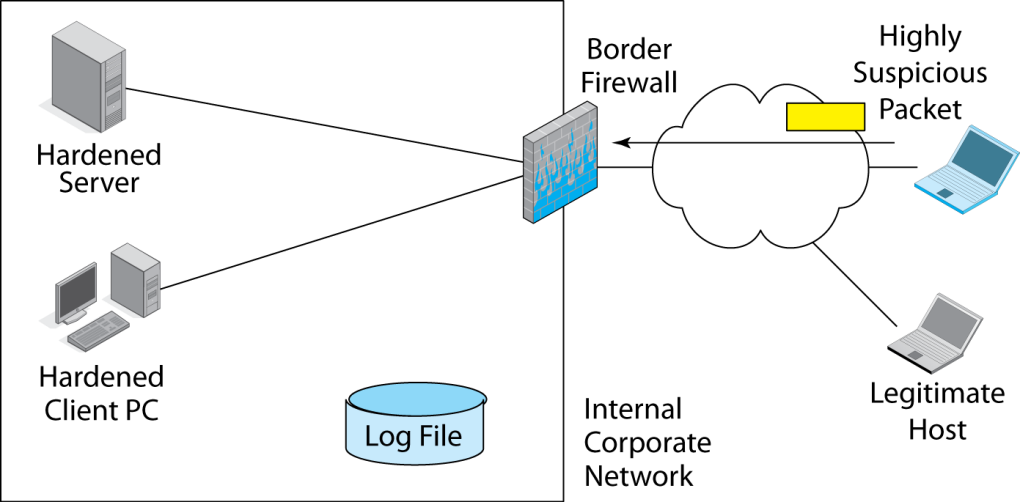 Border
Firewall
Highly
Suspicious
Packet
Hardened
Server
Hardened
Client PC
Log File
Internal
Corporate
Network
Legitimate
Host